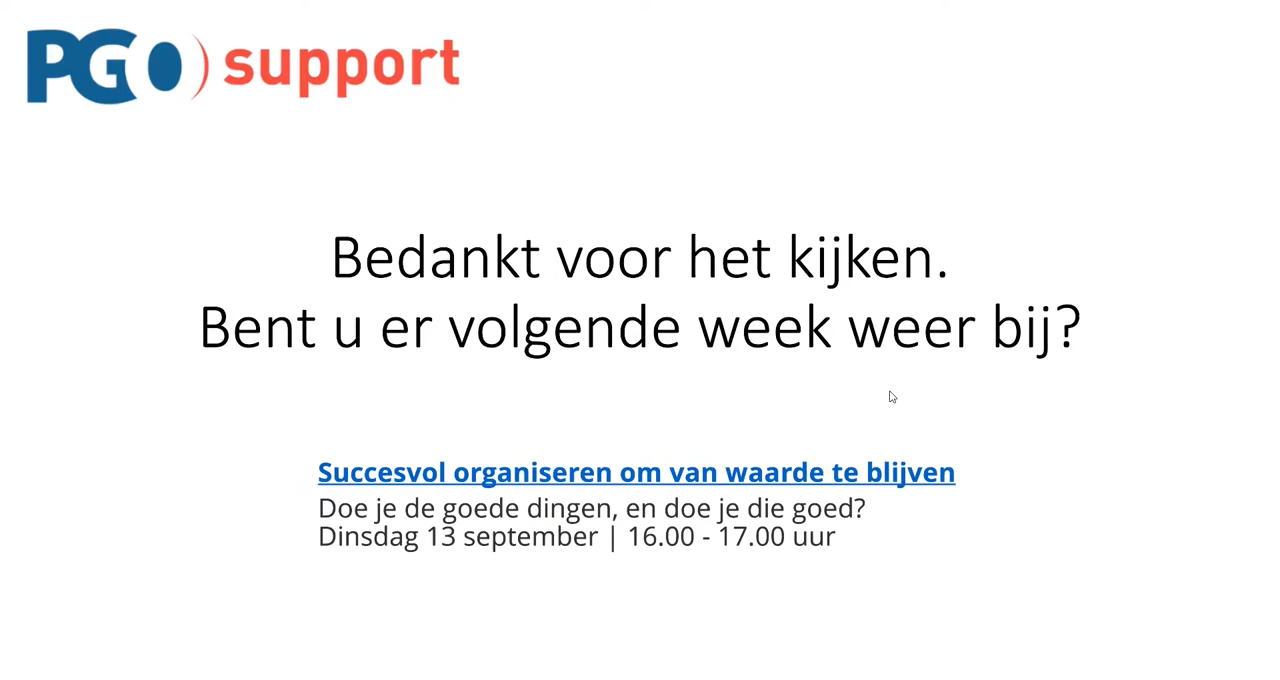 PGO support
Bedankt voor het kijken.
Bent u er volgende week weer bij?
Succesvol organiseren om van waarde te blijven
Doe je de goede dingen, en doe je die goed?
Dinsdag 13 september | 16.00 - 17.00 uur